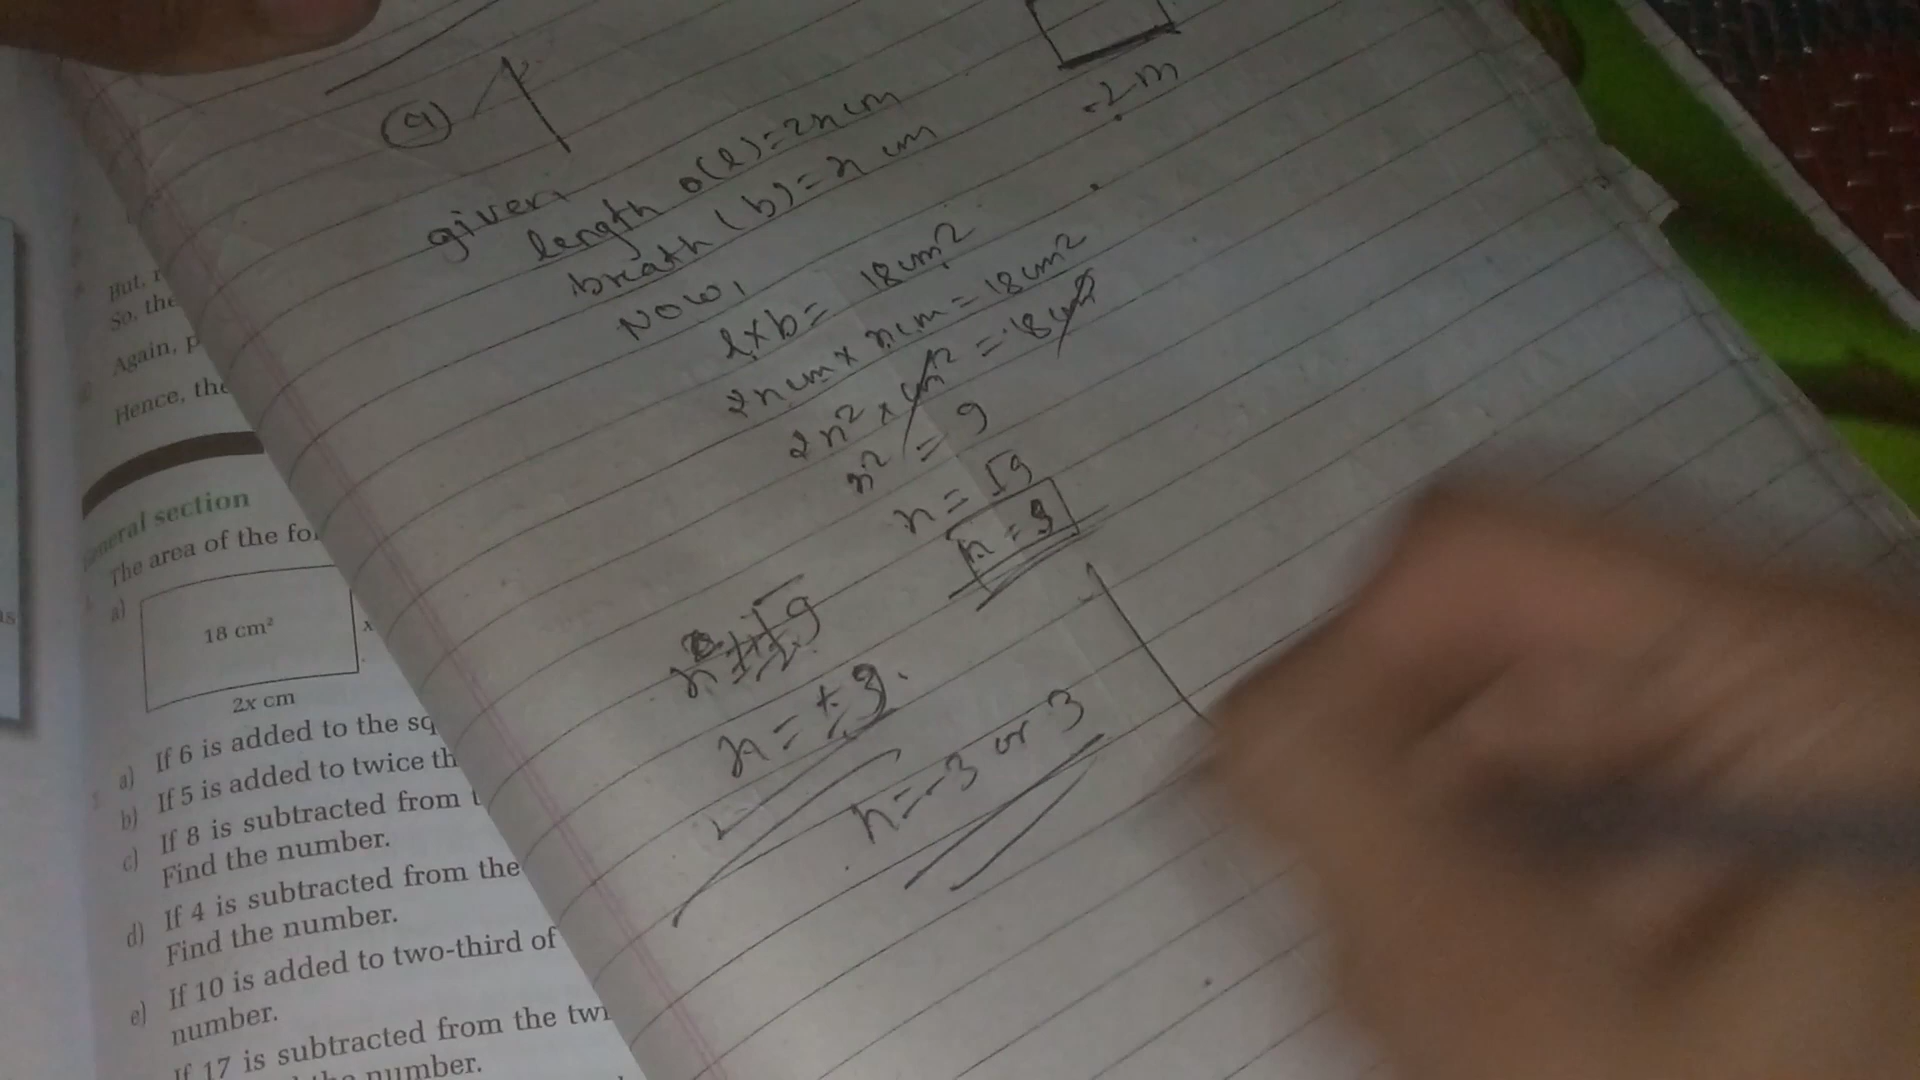 But,
So, the
Again, p
Hence, the
General section
The area of the fo
a)
18 cm²
x
2x cm
a) If 6 is added to the sq
b) If 5 is added to twice th
c) If 8 is subtracted from t
Find the number.
d) If 4 is subtracted from the
Find the number.
e) If 10 is added to two-third of
number.
If 17 is subtracted from the twi
number.
given
length (l) = 2x cm
breath (b) = x cm
Now,
l × b = 18 cm²
2x cm × x cm = 18 cm²
2x² × cm² = 18 cm²
x² = 9
x = √9
x = 3
x = ± 3.
x = -3 or 3
-2 m